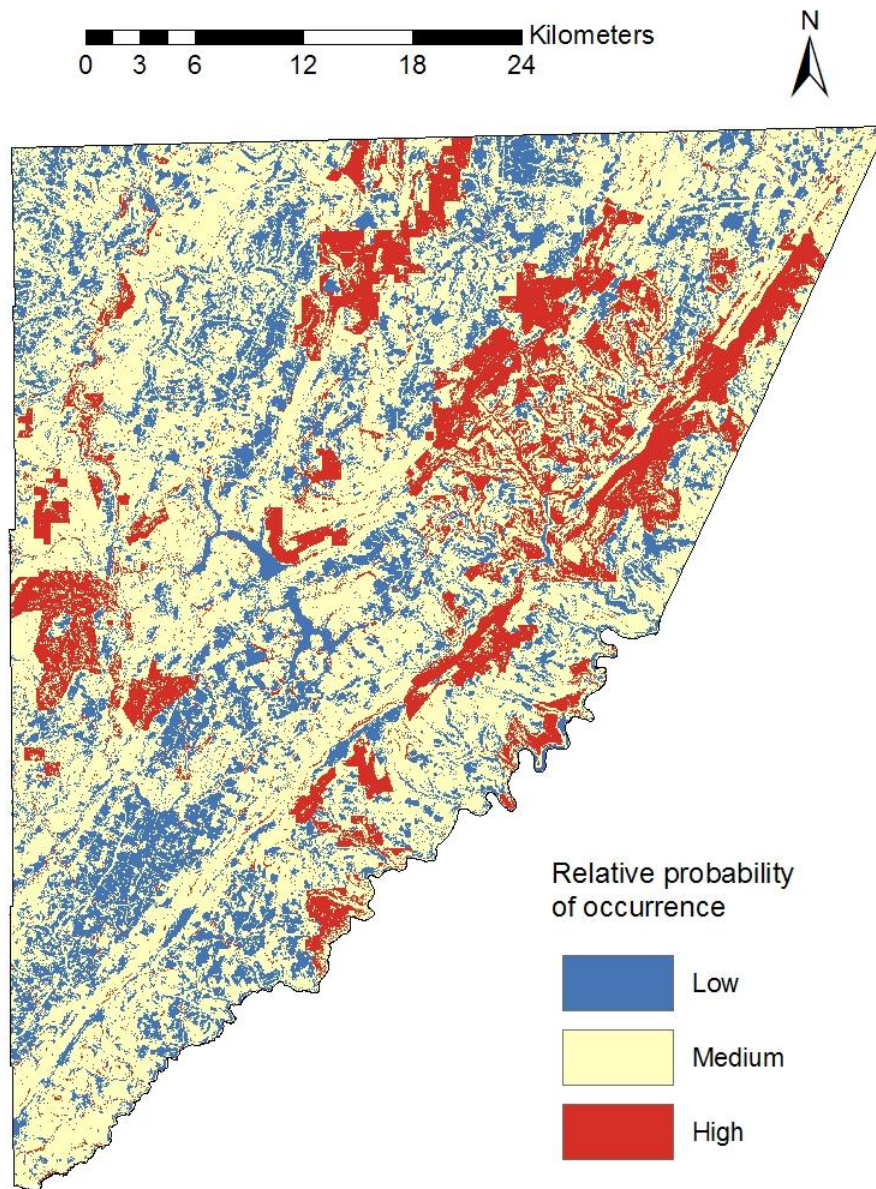 Kilometers
0 3 6 12 18 24
N
Relative probability
of occurrence
Low
Medium
High